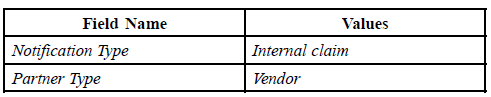 Field Name Values
Notification Type Internal claim
Partner Type Vendor